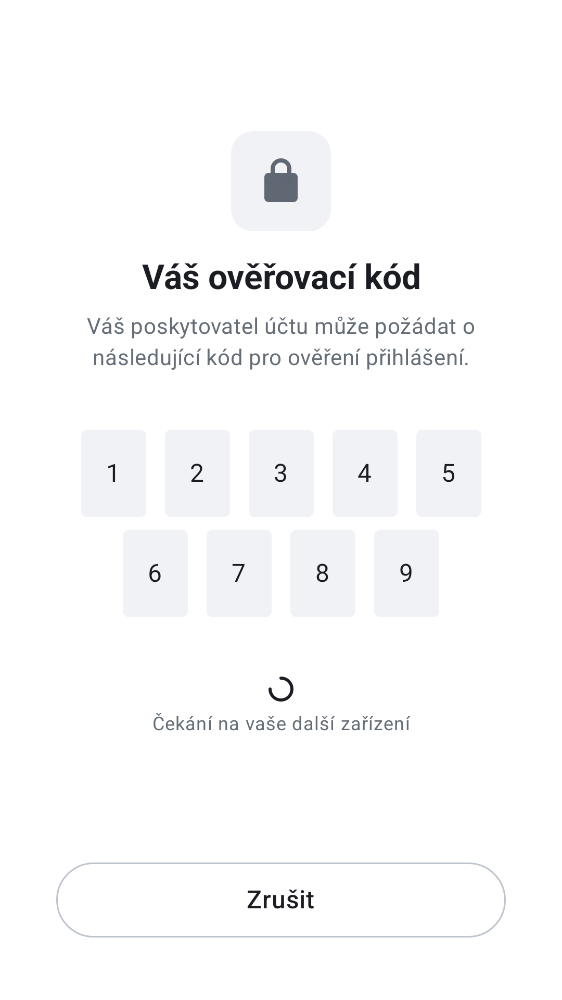 Váš ověřovací kód
Váš poskytovatel účtu může požádat o
následující kód pro ověření přihlášení.
1 2 3 4 5
6 7 8 9
Čekání na vaše další zařízení
Zrušit